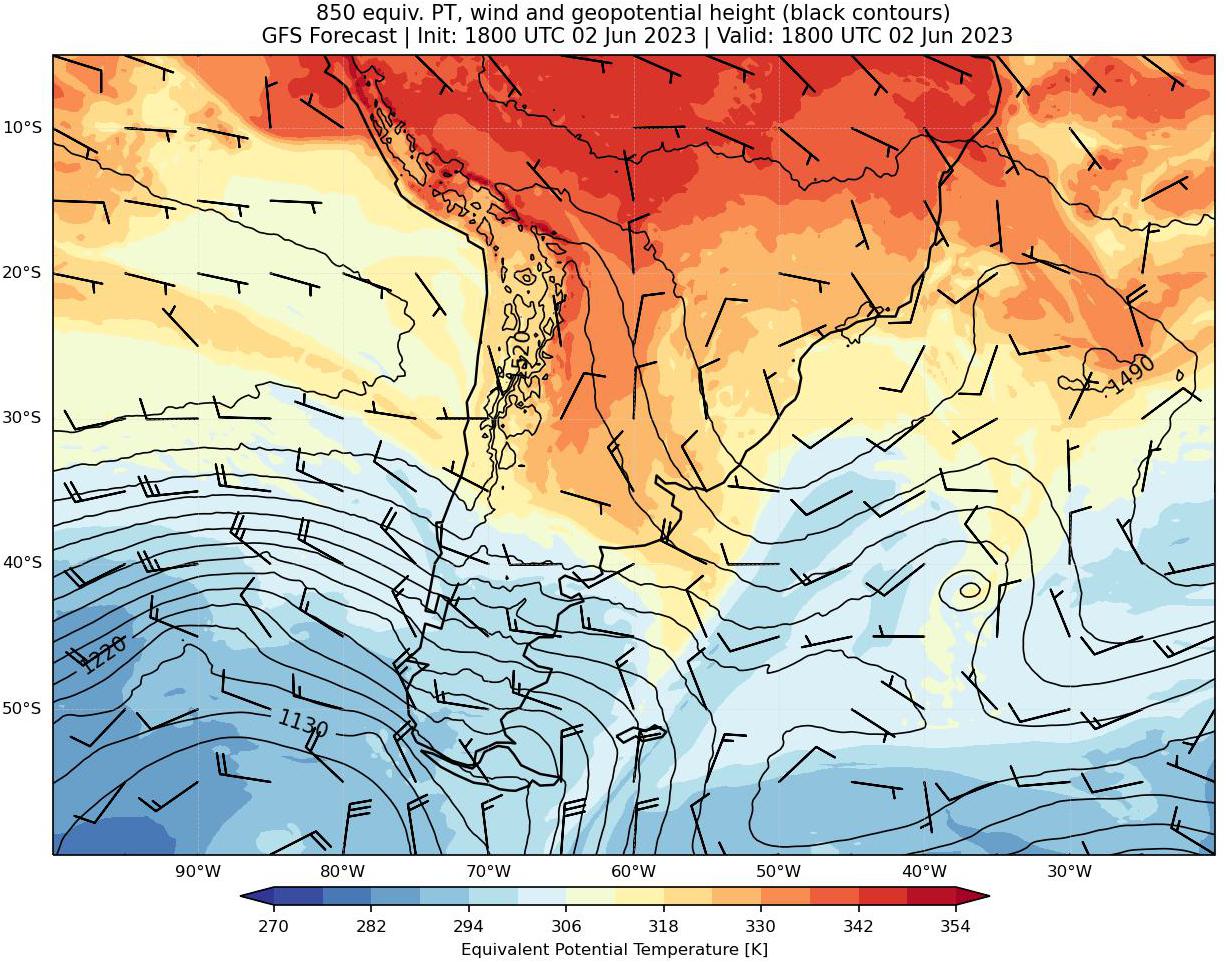 850 equiv. PT, wind and geopotential height (black contours)
GFS Forecast | Init: 1800 UTC 02 Jun 2023 | Valid: 1800 UTC 02 Jun 2023
10°S
20°S
1520
1490
30°S
40°S
1220
50°S
1130
90°W 80°W 70°W 60°W 50°W 40°W 30°W
270 282 294 306 318 330 342 354
Equivalent Potential Temperature [K]